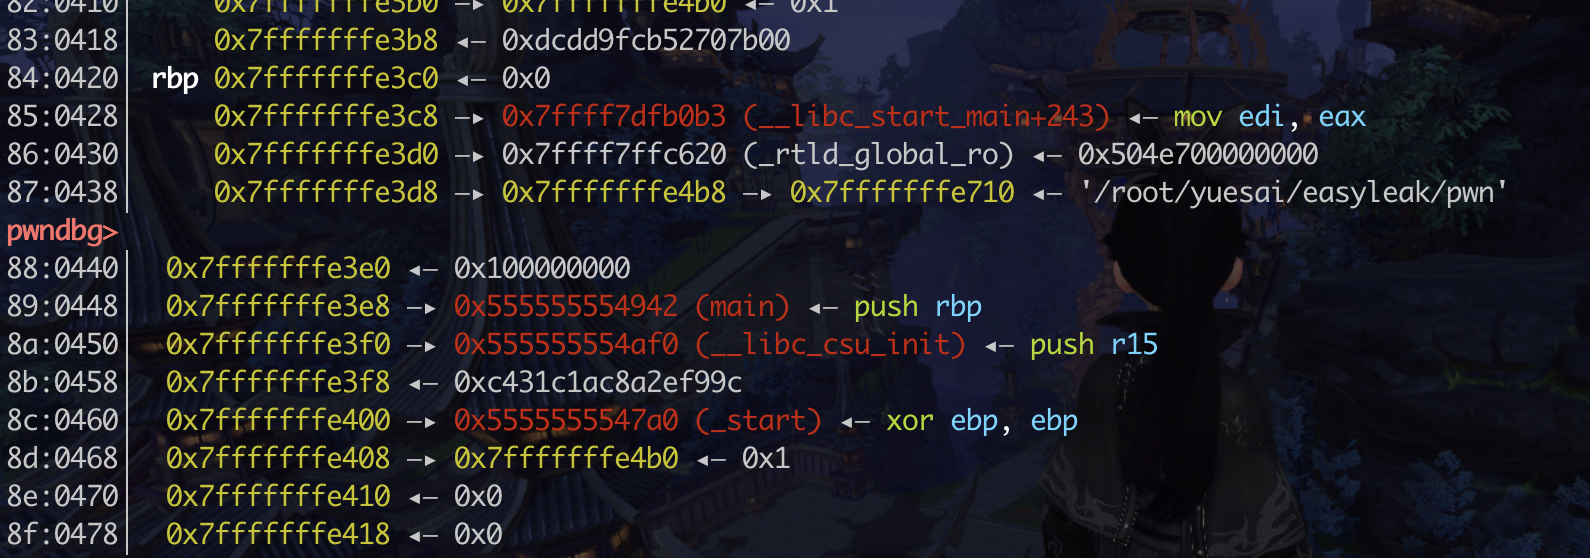 82:0410│      0x7fffffffe3b0 —▸ 0x7fffffffe4b0 ◂— 0x1
83:0418│      0x7fffffffe3b8 ◂— 0xdcdd9fcb52707b00
84:0420│ rbp 0x7fffffffe3c0 ◂— 0x0
85:0428│      0x7fffffffe3c8 —▸ 0x7ffff7dfb0b3 (__libc_start_main+243) ◂— mov edi, eax
86:0430│      0x7fffffffe3d0 —▸ 0x7ffff7ffc620 (_rtld_global_ro) ◂— 0x504e700000000
87:0438│      0x7fffffffe3d8 —▸ 0x7fffffffe4b8 —▸ 0x7fffffffe710 ◂— '/root/yuesai/easyleak/pwn'
pwndbg>
88:0440│  0x7fffffffe3e0 ◂— 0x100000000
89:0448│  0x7fffffffe3e8 —▸ 0x555555554942 (main) ◂— push rbp
8a:0450│  0x7fffffffe3f0 —▸ 0x555555554af0 (__libc_csu_init) ◂— push r15
8b:0458│  0x7fffffffe3f8 ◂— 0xc431c1ac8a2ef99c
8c:0460│  0x7fffffffe400 —▸ 0x5555555547a0 (_start) ◂— xor ebp, ebp
8d:0468│  0x7fffffffe408 —▸ 0x7fffffffe4b0 ◂— 0x1
8e:0470│  0x7fffffffe410 ◂— 0x0
8f:0478│  0x7fffffffe418 ◂— 0x0